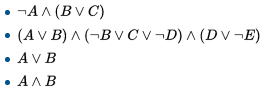 • ¬A ∧ (B ∨ C)
• (A ∨ B) ∧ (¬B ∨ C ∨ ¬D) ∧ (D ∨ ¬E)
• A ∨ B
• A ∧ B